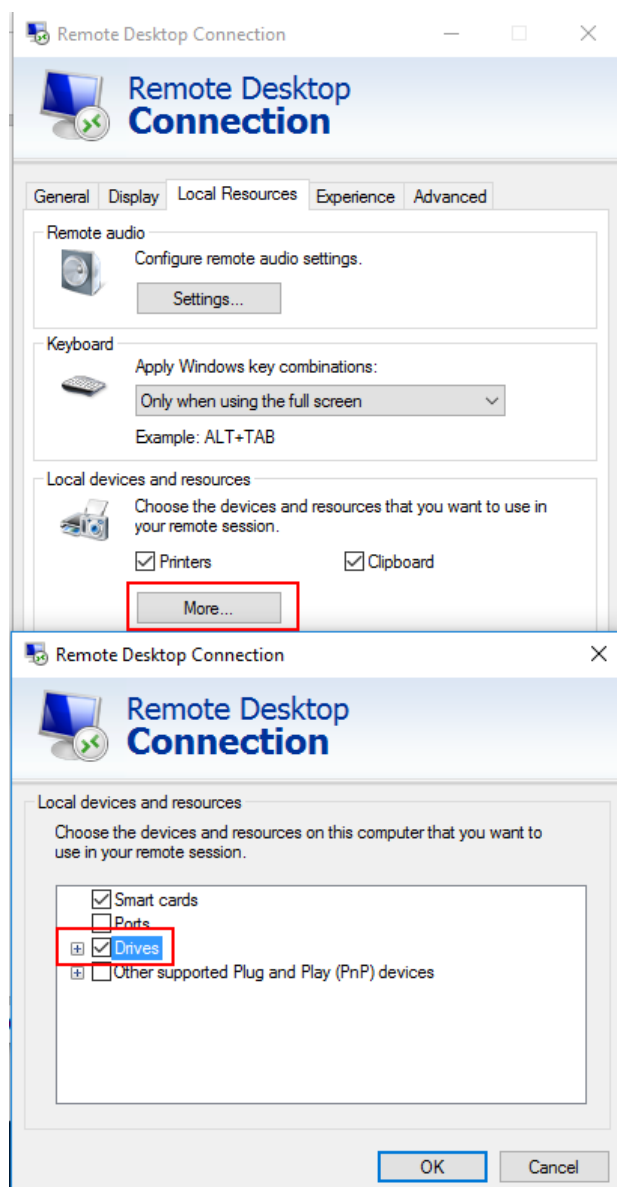 Remote Desktop Connection
Remote Desktop
Connection
General Display Local Resources Experience Advanced
Remote audio
Configure remote audio settings.
Settings...
Keyboard
Apply Windows key combinations:
Only when using the full screen
Example: ALT+TAB
Local devices and resources
Choose the devices and resources that you want to use in
your remote session.
Printers Clipboard
More...
Remote Desktop Connection
Remote Desktop
Connection
Local devices and resources
Choose the devices and resources on this computer that you want to
use in your remote session.
Smart cards
Ports
Drives
Other supported Plug and Play (PnP) devices
OK Cancel